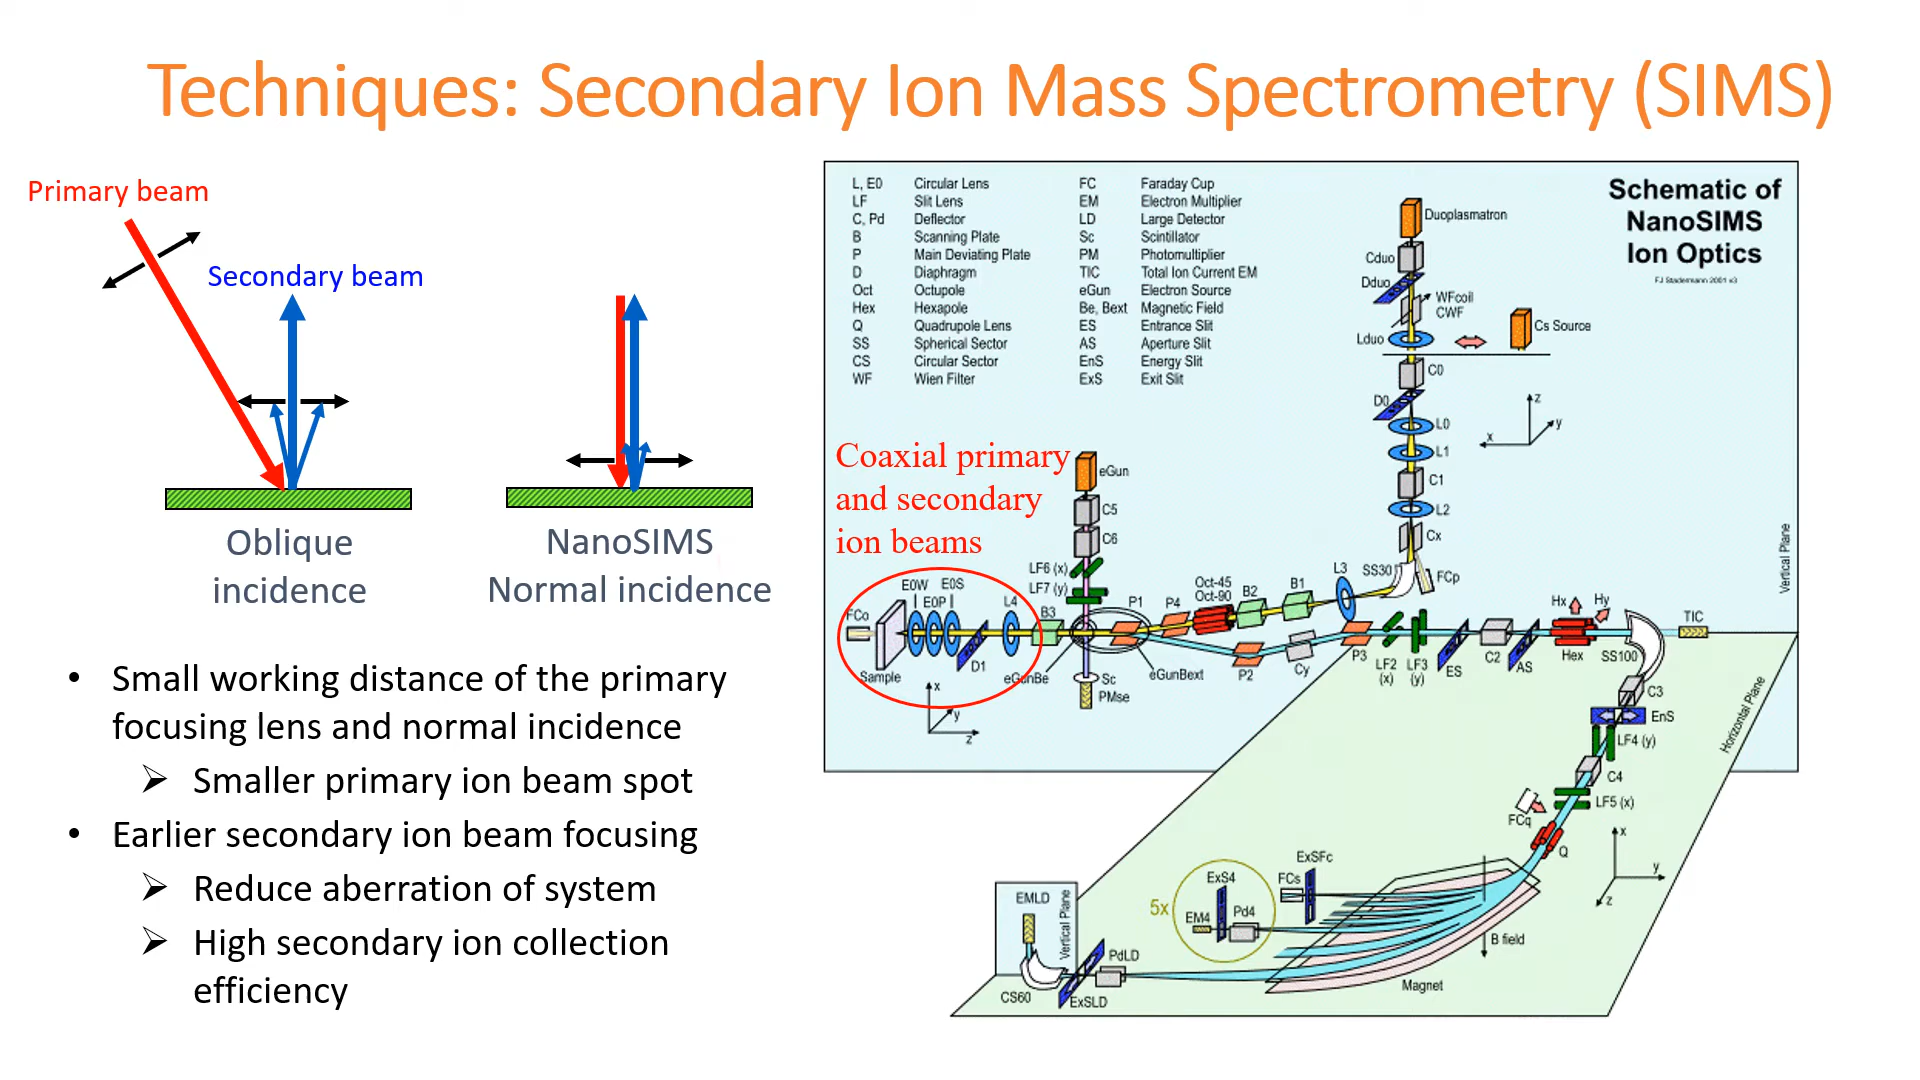 Techniques: Secondary Ion Mass Spectrometry (SIMS)
Primary beam
Secondary beam
Oblique
incidence
NanoSIMS
Normal incidence
• Small working distance of the primary
focusing lens and normal incidence
➢ Smaller primary ion beam spot
• Earlier secondary ion beam focusing
➢ Reduce aberration of system
➢ High secondary ion collection
efficiency
Schematic of
NanoSIMS
Ion Optics
FJ Stadermann 2001 v3
L, E0 Circular Lens
LF Slit Lens
C, Pd Deflector
B Scanning Plate
P Main Deviating Plate
D Diaphragm
Oct Octupole
Hex Hexapole
Q Quadrupole Lens
SS Spherical Sector
CS Circular Sector
WF Wien Filter
FC Faraday Cup
EM Electron Multiplier
LD Large Detector
Sc Scintillator
PM Photomultiplier
TIC Total Ion Current EM
eGun Electron Source
Be, Bext Magnetic Field
ES Entrance Slit
AS Aperture Slit
EnS Energy Slit
ExS Exit Slit
Duoplasmatron
Cduo
Dduo
WFcoil
CWF
Lduo
Cs Source
C0
D0
L0
L1
C1
L2
Cx
z
y
x
Coaxial primary
and secondary
ion beams
eGun
C5
C6
LF6 (x)
LF7 (y)
FCo
E0W
E0S
E0P
L4
B3
P1
P4
Oct-45
Oct-90
B2
B1
L3
SS30
FCp
Sample
D1
eGunBe
Sc
PMse
eGunBext
P2
Cy
P3
LF2
(x)
LF3
(y)
ES
C2
AS
Hx
Hy
Hex
SS100
TIC
x
y
z
Vertical Plane
Horizontal Plane
C3
EnS
LF4 (y)
C4
LF5 (x)
FCq
Q
x
y
z
ExSFc
FCs
ExS4
5x
EM4
Pd4
B field
Magnet
EMLD
Vertical Plane
PdLD
CS60
ExSLD